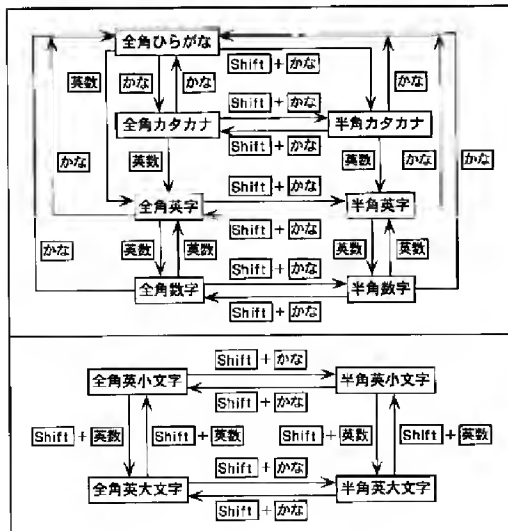 全角ひらがな
英数 かな かな Shift + かな かな
Shift + かな
全角カタカナ 半角カタカナ
Shift + かな
かな 英数 Shift + かな 英数 かな かな
全角英字 半角英字
Shift + かな
英数 英数 英数 英数
かな Shift + かな
全角数字 半角数字
Shift + かな
Shift + かな
全角英小文字 半角英小文字
Shift + かな
Shift + 英数 Shift + 英数 Shift + 英数 Shift + 英数
Shift + かな
全角英大文字 半角英大文字
Shift + かな